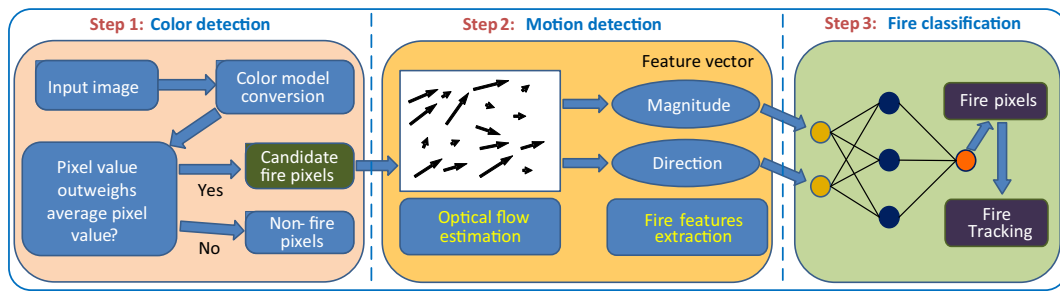 Step 1: Color detection
Input image
Color model
conversion
Pixel value
outweighs
average pixel
value?
Yes
No
Candidate
fire pixels
Non- fire
pixels
Step 2: Motion detection
Feature vector
Magnitude
Direction
Optical flow
estimation
Fire features
extraction
Step 3: Fire classification
Fire pixels
Fire
Tracking